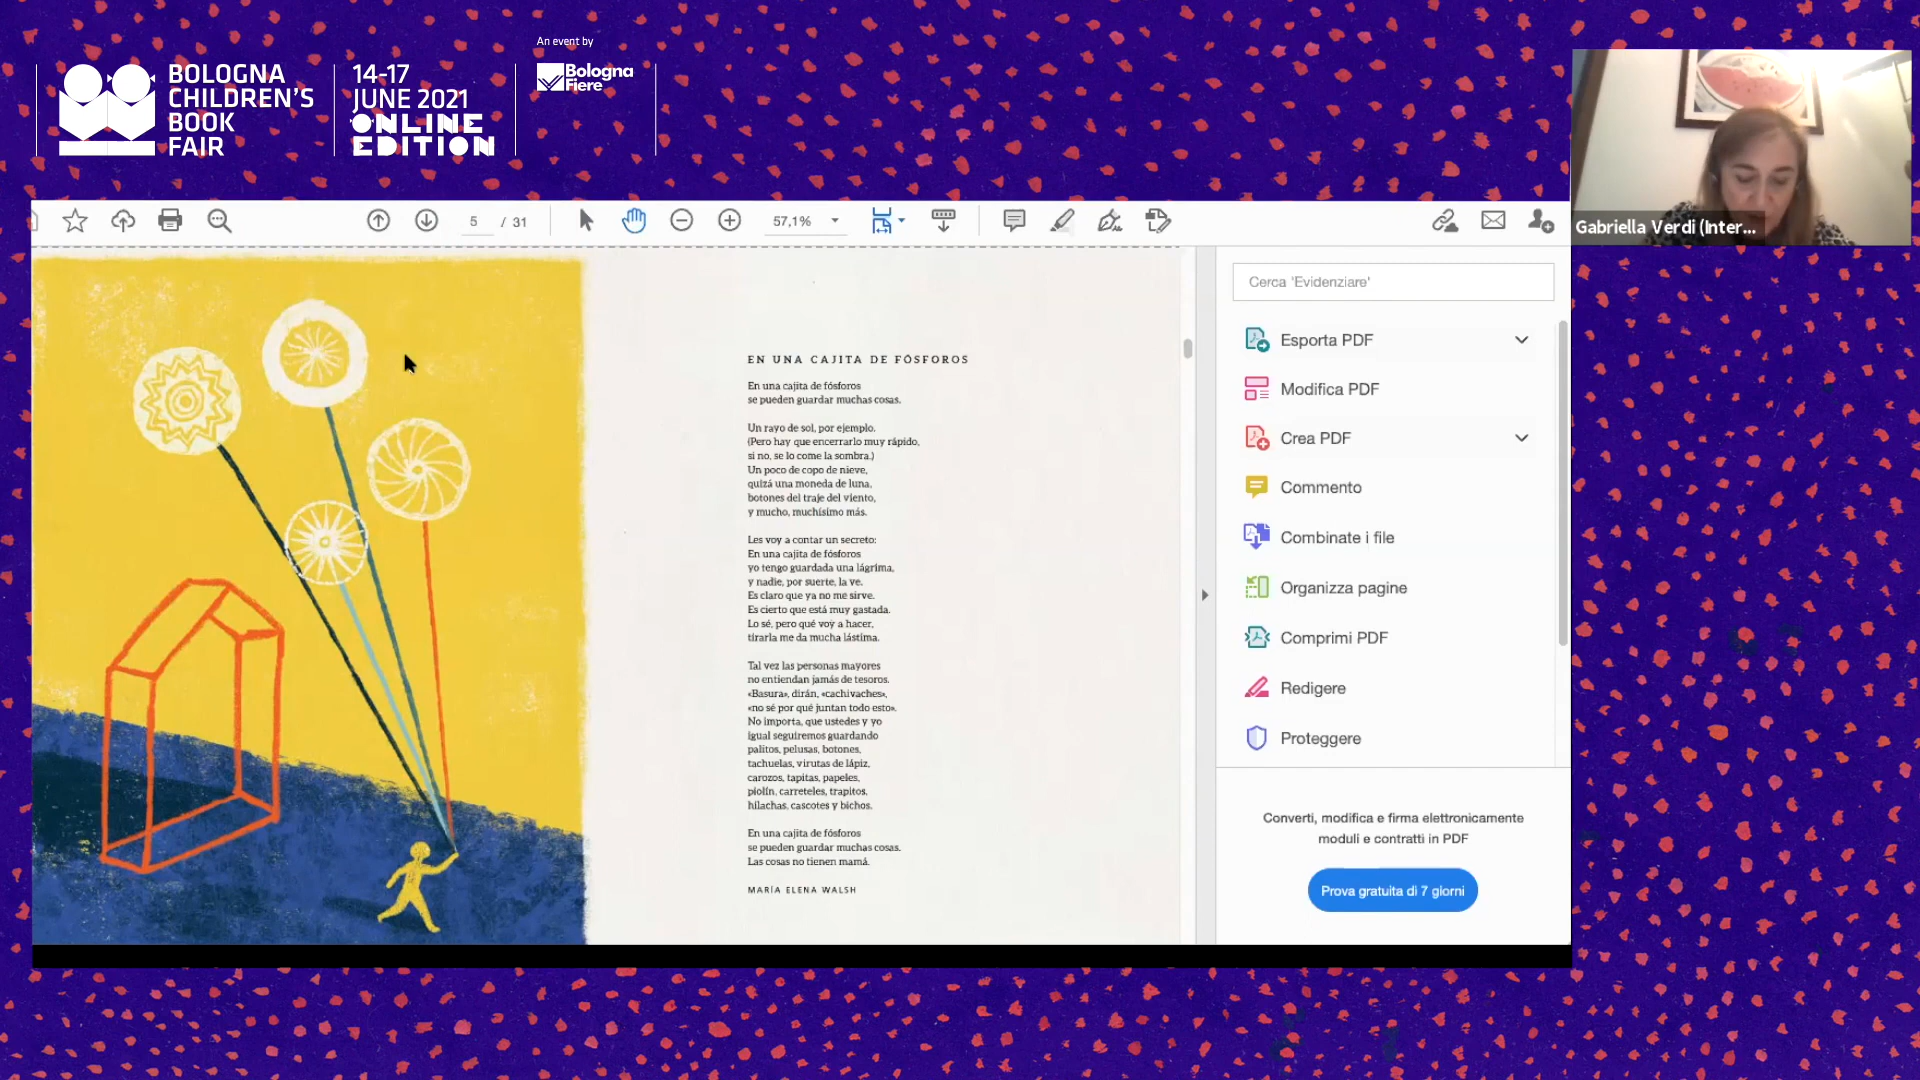 BOLOGNA
CHILDREN'S
BOOK
FAIR
14-17
JUNE 2021
ONLINE
EDITION
An event by
Bologna
Fiere
Gabriella Verdi (Inter...
5 / 31
57,1%
EN UNA CAJITA DE FÓSFOROS
En una cajita de fósforos
se pueden guardar muchas cosas.
Un rayo de sol, por ejemplo.
(Pero hay que encerrarlo muy rápido,
si no, se lo come la sombra.)
Un poco de copo de nieve,
quizá una moneda de luna,
botones del traje del viento,
y mucho, muchísimo más.
Les voy a contar un secreto:
En una cajita de fósforos
yo tengo guardada una lágrima,
y nadie, por suerte, la ve.
Es claro que ya no me sirve.
Es cierto que está muy gastada.
Lo sé, pero qué voy a hacer,
tirarla me da mucha lástima.
Tal vez las personas mayores
no entiendan jamás de tesoros.
«Basura», dirán, «cachivaches»,
«no sé por qué juntan todo esto».
No importa, que ustedes y yo
igual seguiremos guardando
palitos, pelusas, botones,
tachuelas, virutas de lápiz,
carozos, tapitas, papeles,
piolín, carreteles, trapitos,
hilachas, cascotes y bichos.
En una cajita de fósforos
se pueden guardar muchas cosas.
Las cosas no tienen mamá.
MARÍA ELENA WALSH
Cerca 'Evidenziare'
Esporta PDF
Modifica PDF
Crea PDF
Commento
Combinate i file
Organizza pagine
Comprimi PDF
Redigere
Proteggere
Converti, modifica e firma elettronicamente
moduli e contratti in PDF
Prova gratuita di 7 giorni